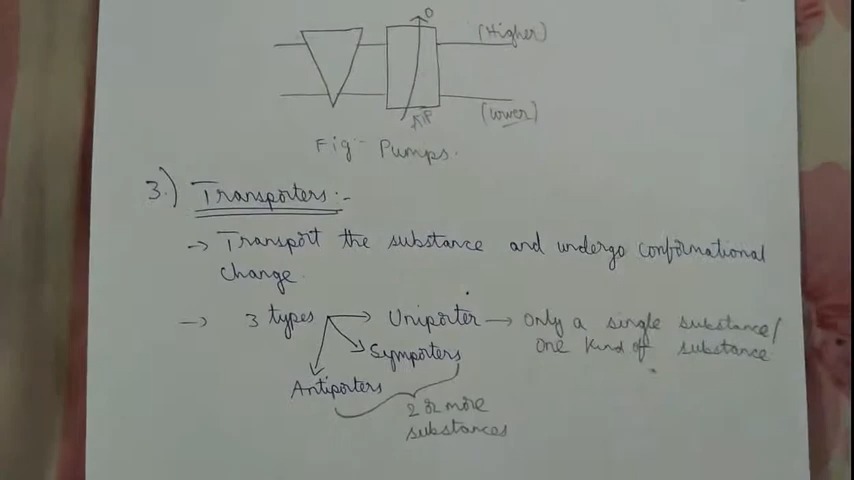 (Higher)
ATP
(Lower)
Fig - Pumps.
3.) Transporters:-
→ Transport the substance and undergo conformational
change.
→ 3 types → Uniporter → Only a single substance/
one kind of substance
Symporters
Antiporters
2 or more
substances